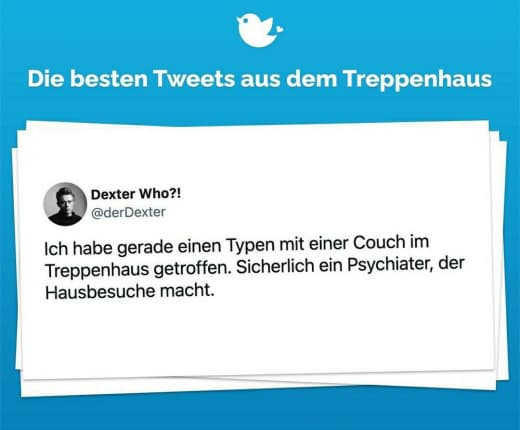 Die besten Tweets aus dem Treppenhaus
Dexter Who?!
@derDexter
Ich habe gerade einen Typen mit einer Couch im
Treppenhaus getroffen. Sicherlich ein Psychiater, der
Hausbesuche macht.